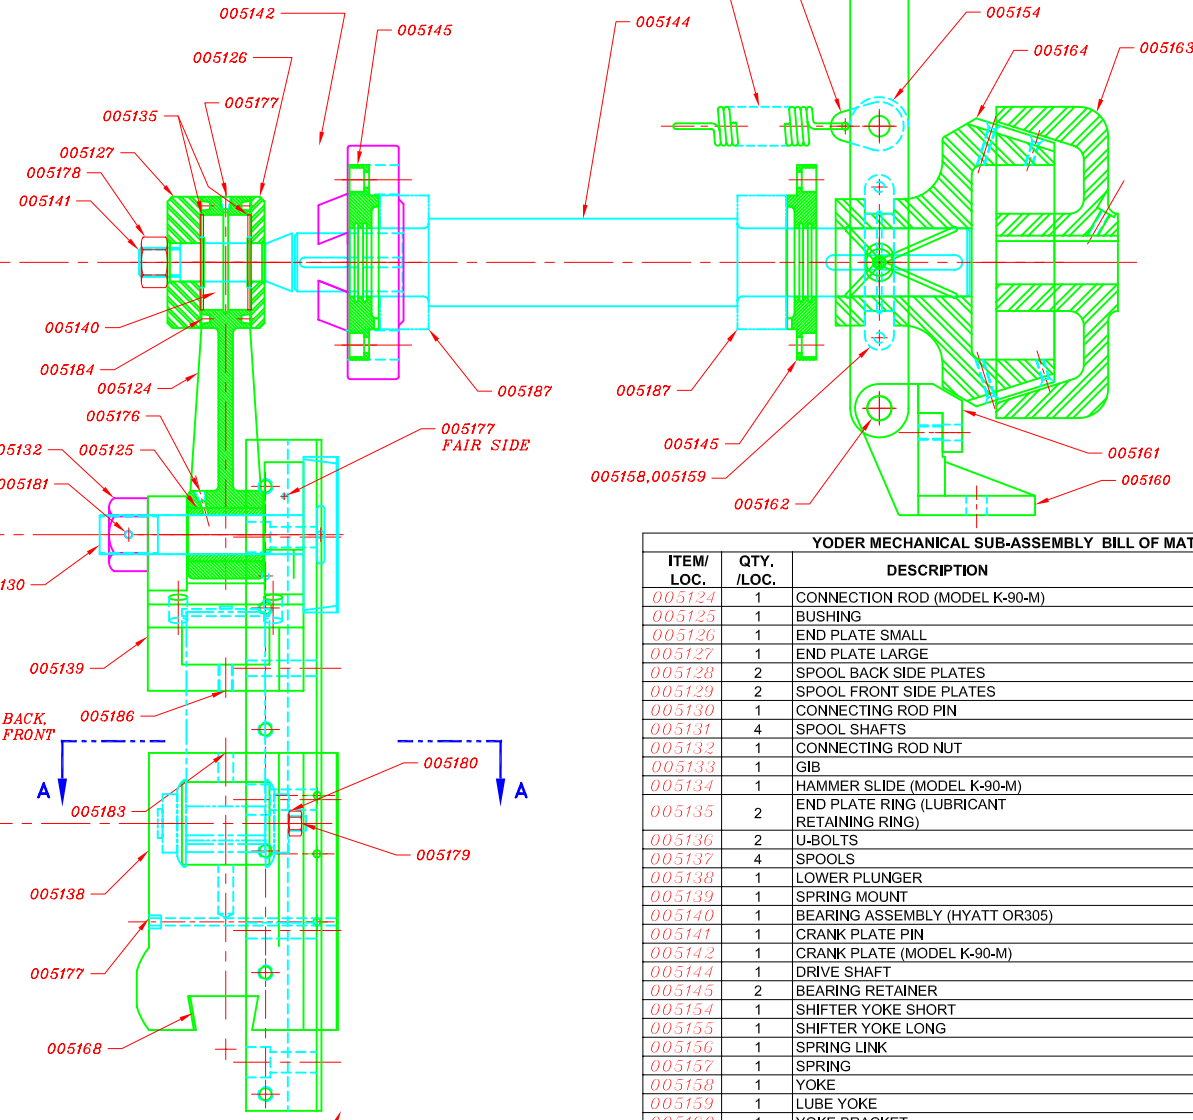 005142
005145
005144
005154
005164
005163
005126
005177
005135
005127
005178
005141
005140
005184
005124
005187
005187
005176
005177
FAIR SIDE
005145
005161
005132
005125
005158,005159
005160
005181
005162
130
005139
005186
BACK,
FRONT
A
A
005180
005183
005179
005138
005177
005168
YODER MECHANICAL SUB-ASSEMBLY BILL OF MAT
ITEM/ LOC. QTY. /LOC. DESCRIPTION
005124 1 CONNECTION ROD (MODEL K-90-M)
005125 1 BUSHING
005126 1 END PLATE SMALL
005127 1 END PLATE LARGE
005128 2 SPOOL BACK SIDE PLATES
005129 2 SPOOL FRONT SIDE PLATES
005130 1 CONNECTING ROD PIN
005131 4 SPOOL SHAFTS
005132 1 CONNECTING ROD NUT
005133 1 GIB
005134 1 HAMMER SLIDE (MODEL K-90-M)
005135 2 END PLATE RING (LUBRICANT
RETAINING RING)
005136 2 U-BOLTS
005137 4 SPOOLS
005138 1 LOWER PLUNGER
005139 1 SPRING MOUNT
005140 1 BEARING ASSEMBLY (HYATT OR305)
005141 1 CRANK PLATE PIN
005142 1 CRANK PLATE (MODEL K-90-M)
005144 1 DRIVE SHAFT
005145 2 BEARING RETAINER
005154 1 SHIFTER YOKE SHORT
005155 1 SHIFTER YOKE LONG
005156 1 SPRING LINK
005157 1 SPRING
005158 1 YOKE
005159 1 LUBE YOKE
005160 1 YOKE BRACKET